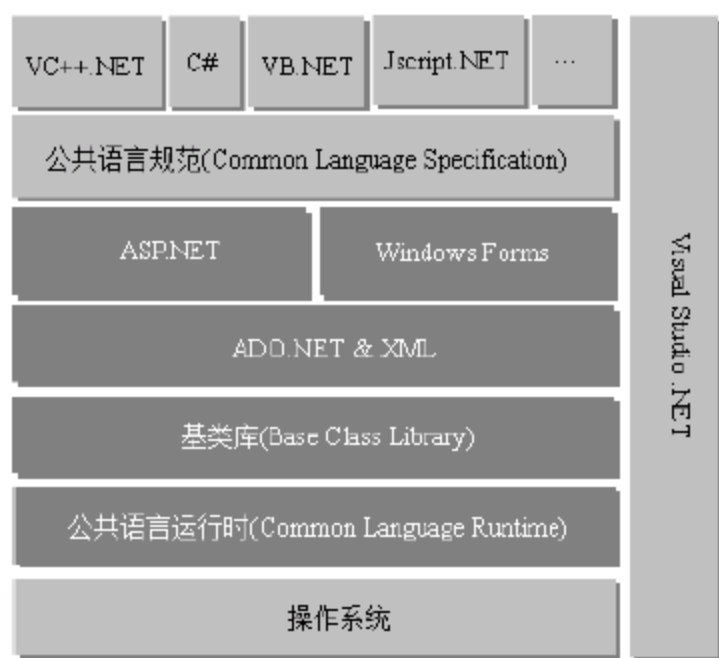 VC++.NET
C#
VB.NET
Jscript.NET
...
公共语言规范(Common Language Specification)
ASP.NET
Windows Forms
ADO.NET & XML
基类库(Base Class Library)
公共语言运行时(Common Language Runtime)
操作系统
Visual Studio .NET